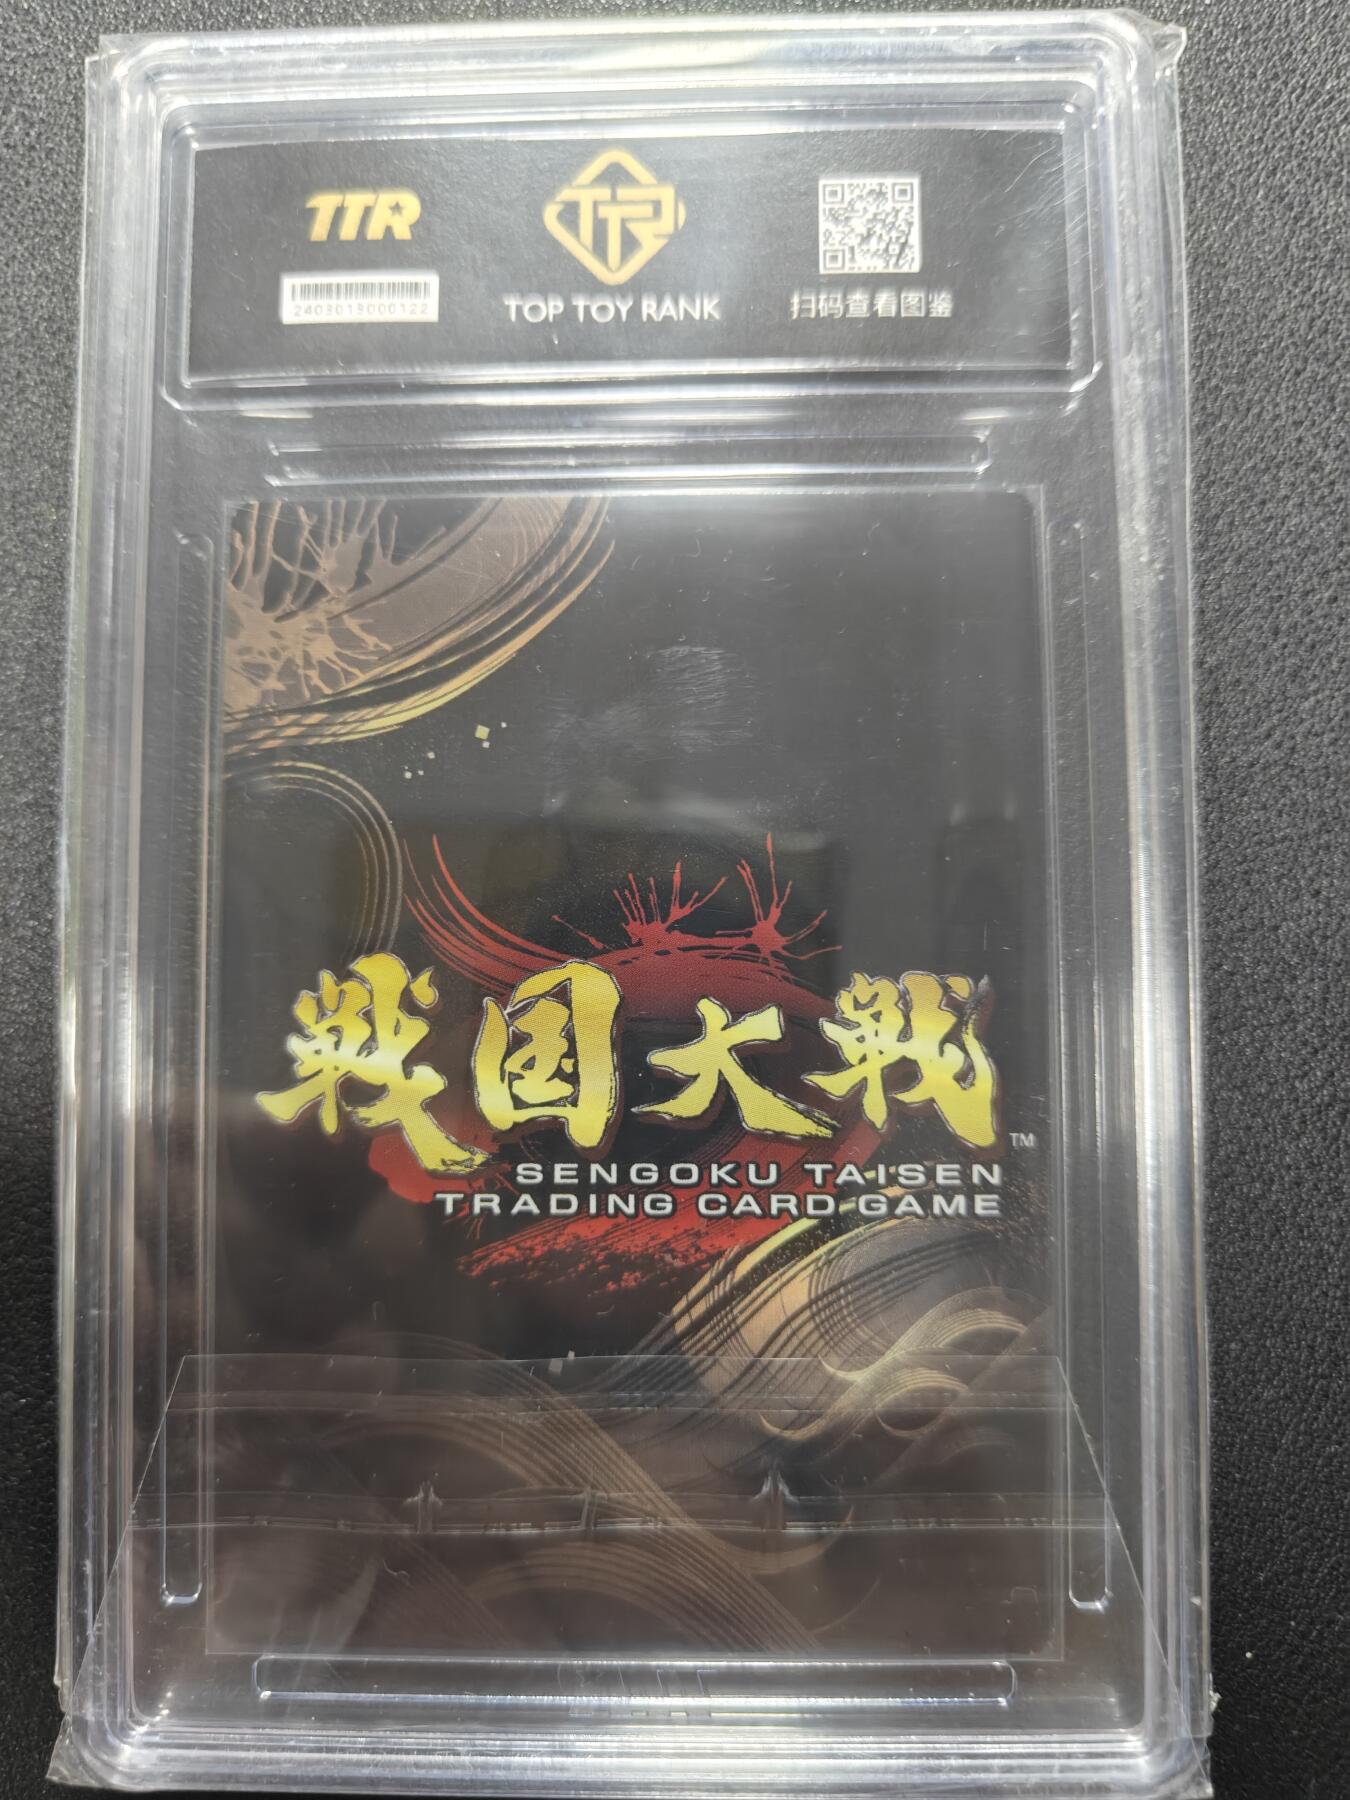 TTR
2403019000122
TTR
TOP TOY RANK
扫码查看图鉴
戦国大戦
TM
SENGOKU TAISEN
TRADING CARD GAME